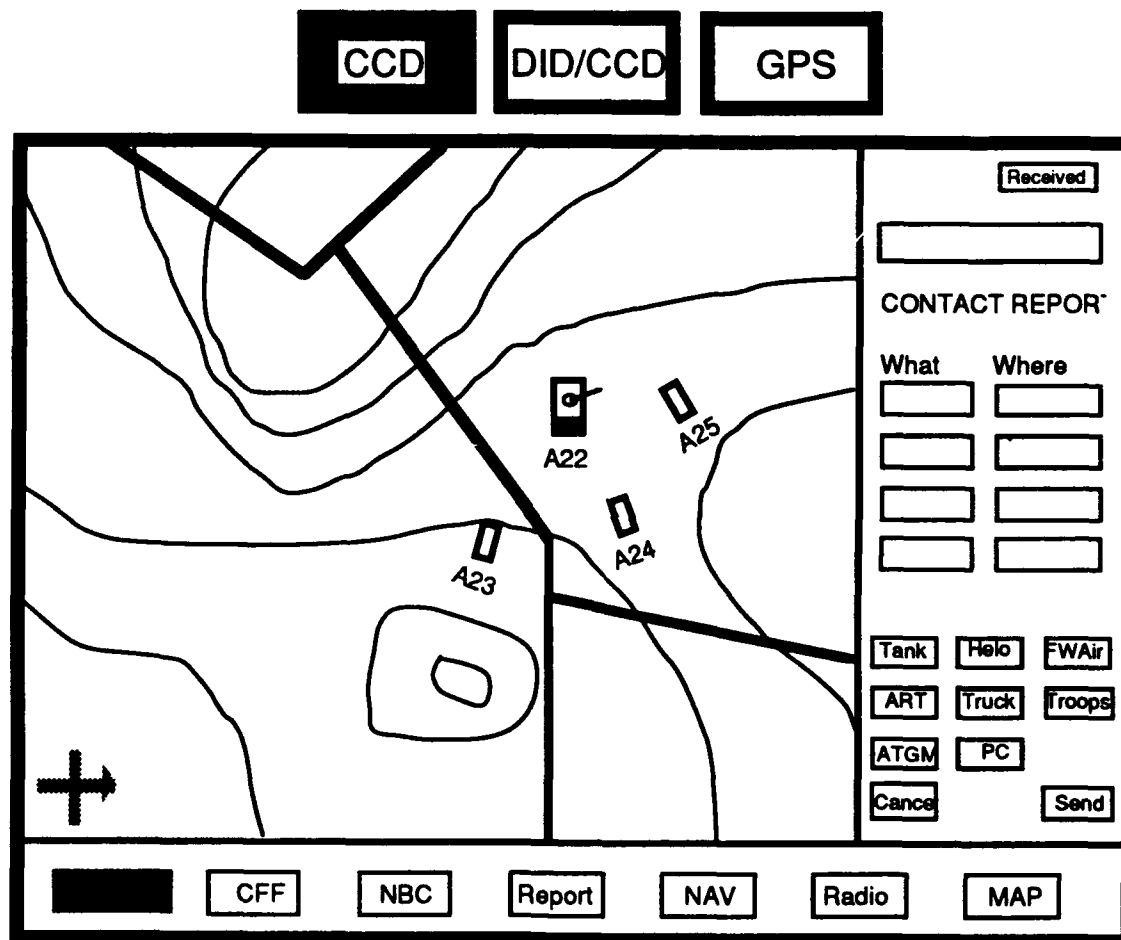 CCD DID/CCD GPS
Received
CONTACT REPOR
What Where
A22
A25
A24
A23
Tank Helo FWAir
ART Truck Troops
ATGM PC
Cance Send
CFF NBC Report NAV Radio MAP